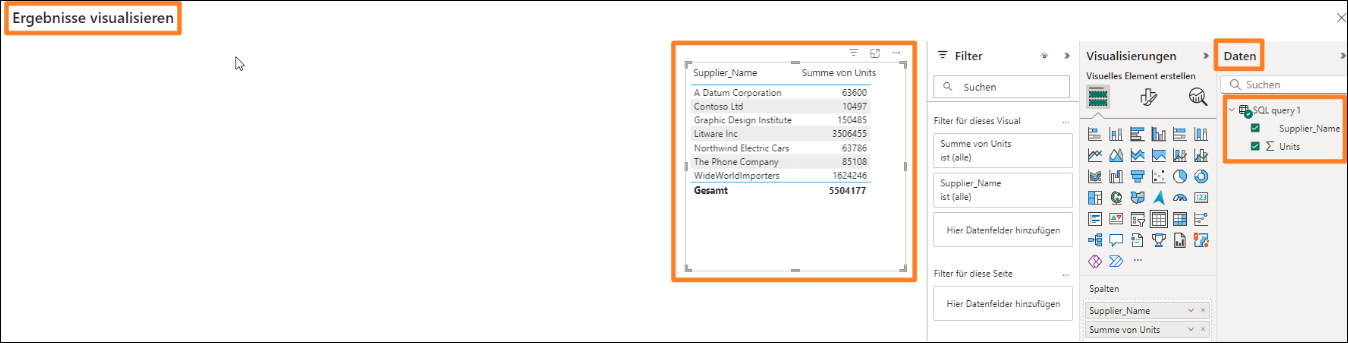 Ergebnisse visualisieren
Supplier_Name Summe von Units
A Datum Corporation 63600
Contoso Ltd 10497
Graphic Design Institute 150485
Litware Inc 3506455
Northwind Electric Cars 63786
The Phone Company 85108
WideWorldImporters 1624246
Gesamt 5504177
Filter
Suchen
Filter für dieses Visual
Summe von Units
ist (alle)
Supplier_Name
ist (alle)
Hier Datenfelder hinzufügen
Filter für diese Seite
Hier Datenfelder hinzufügen
Visualisierungen
Visuelles Element erstellen
123
Spalten
Supplier_Name
Summe von Units
Daten
Suchen
SQL query 1
Supplier_Name
Units